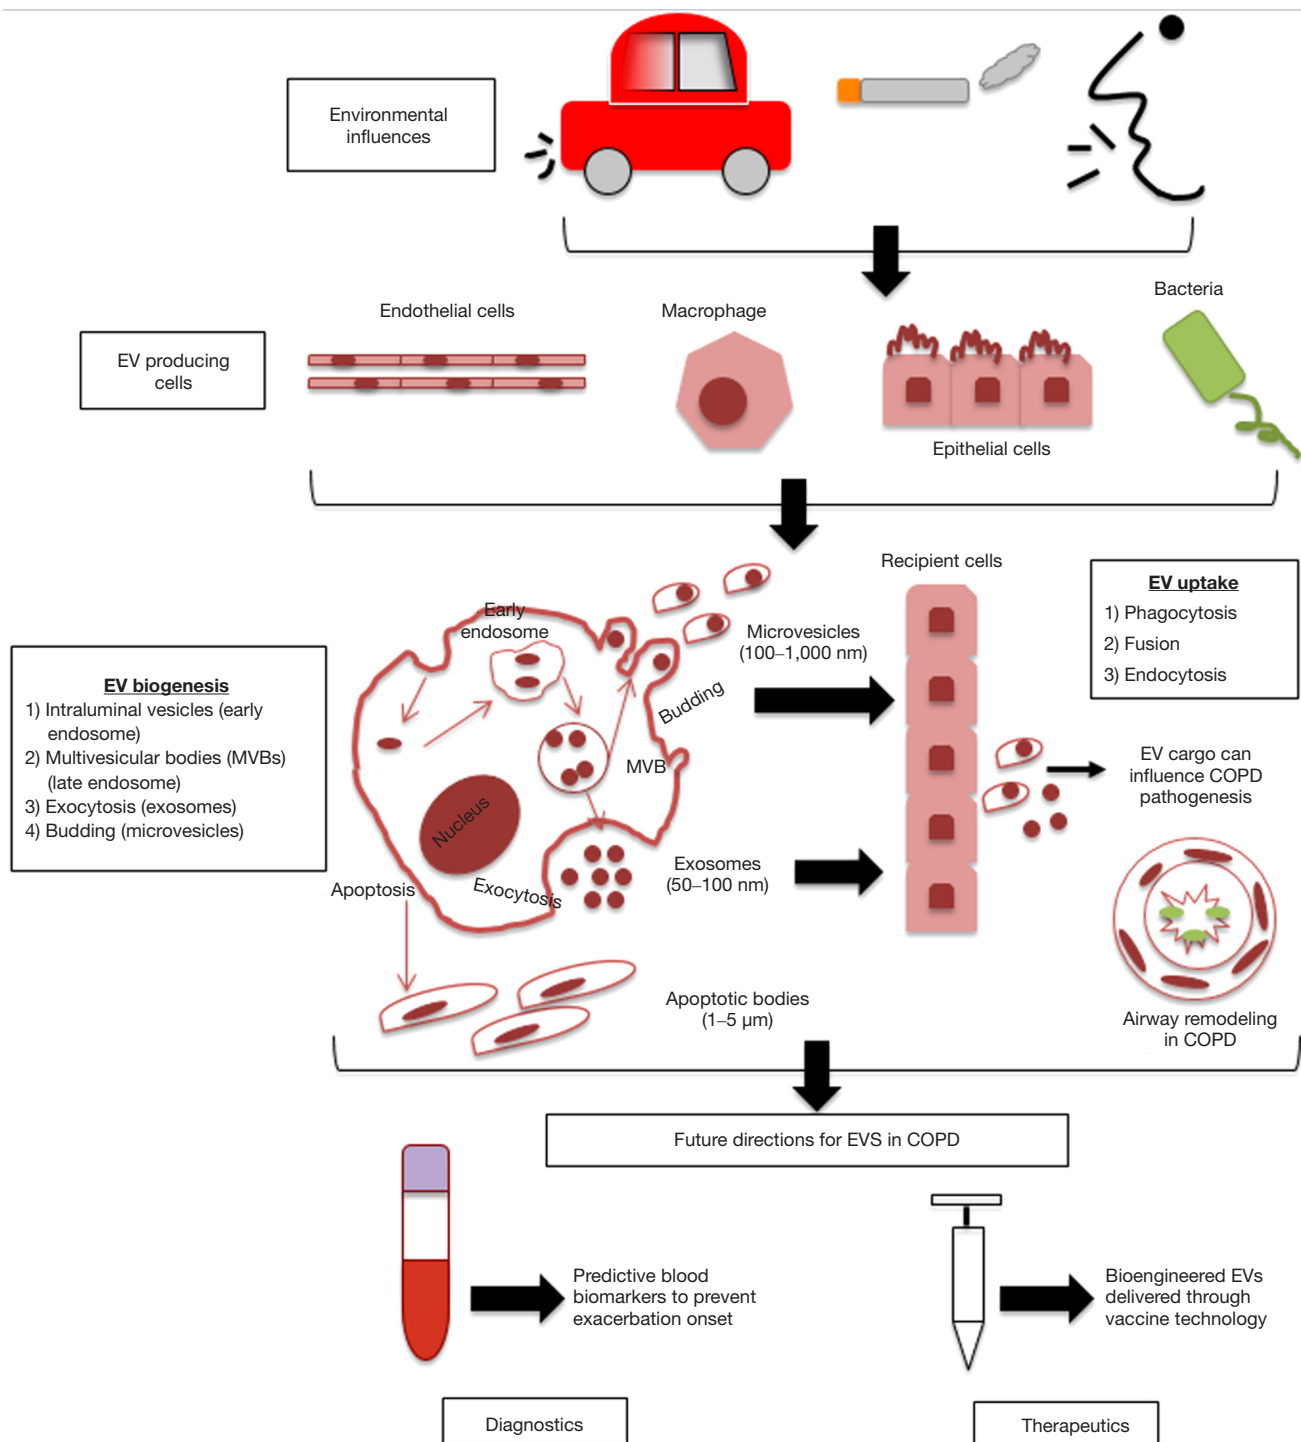 Environmental
influences
Endothelial cells
Macrophage
Bacteria
EV producing
cells
Epithelial cells
Recipient cells
EV uptake
1) Phagocytosis
2) Fusion
3) Endocytosis
Early
endosome
Microvesicles
(100–1,000 nm)
Budding
EV biogenesis
1) Intraluminal vesicles (early
endosome)
2) Multivesicular bodies (MVBs)
(late endosome)
3) Exocytosis (exosomes)
4) Budding (microvesicles)
MVB
EV cargo can
influence COPD
pathogenesis
Nucleus
Exosomes
(50–100 nm)
Apoptosis
Exocytosis
Apoptotic bodies
(1–5 µm)
Airway remodeling
in COPD
Future directions for EVS in COPD
Predictive blood
biomarkers to prevent
exacerbation onset
Bioengineered EVs
delivered through
vaccine technology
Diagnostics
Therapeutics